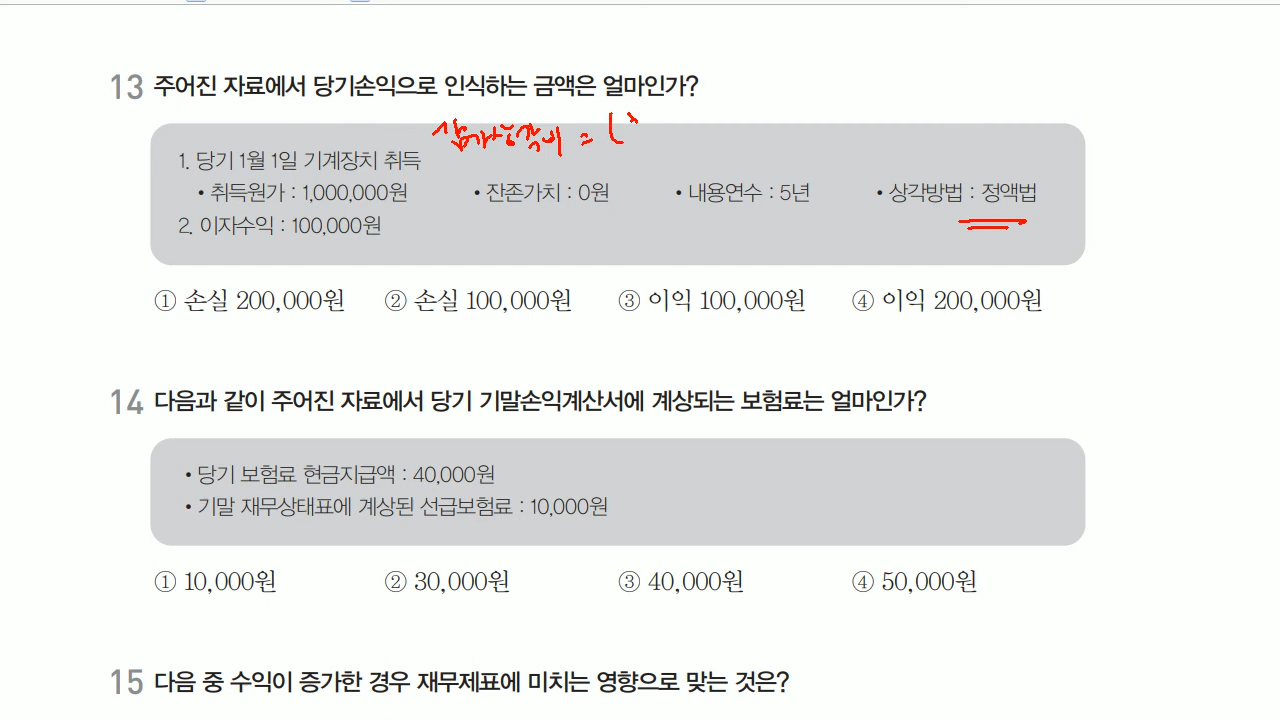 13 주어진 자료에서 당기손익으로 인식하는 금액은 얼마인가?
감가상각비 = (
1. 당기 1월 1일 기계장치 취득
• 취득원가 : 1,000,000원 • 잔존가치 : 0원 • 내용연수 : 5년 • 상각방법 : 정액법
2. 이자수익 : 100,000원
① 손실 200,000원 ② 손실 100,000원 ③ 이익 100,000원 ④ 이익 200,000원
14 다음과 같이 주어진 자료에서 당기 기말손익계산서에 계상되는 보험료는 얼마인가?
• 당기 보험료 현금지급액 : 40,000원
• 기말 재무상태표에 계상된 선급보험료 : 10,000원
① 10,000원 ② 30,000원 ③ 40,000원 ④ 50,000원
15 다음 중 수익이 증가한 경우 재무제표에 미치는 영향으로 맞는 것은?